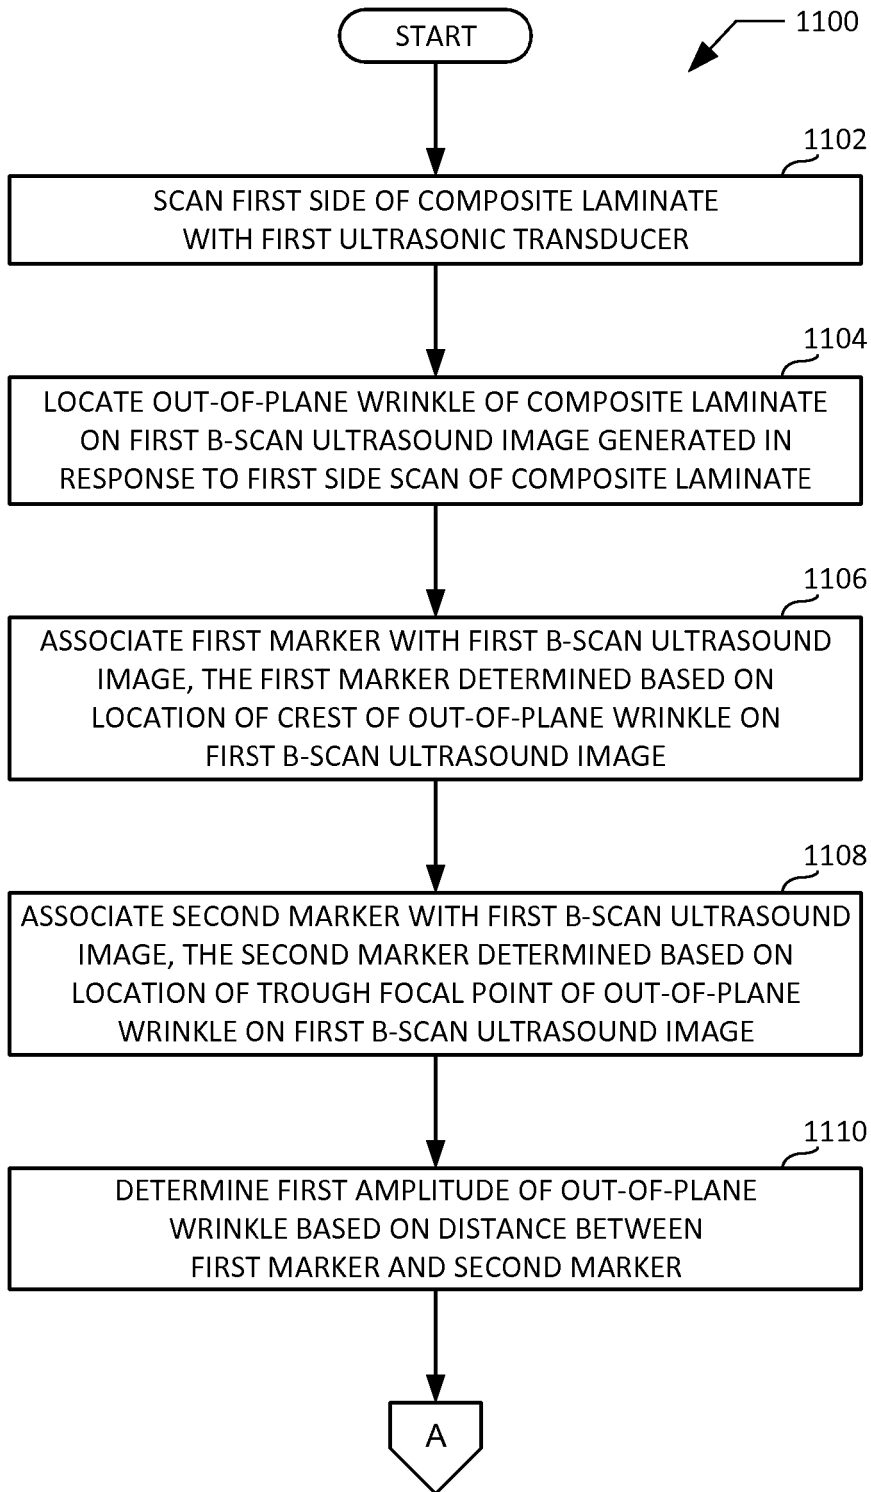 START
1100
1102
SCAN FIRST SIDE OF COMPOSITE LAMINATE
WITH FIRST ULTRASONIC TRANSDUCER
1104
LOCATE OUT-OF-PLANE WRINKLE OF COMPOSITE LAMINATE
ON FIRST B-SCAN ULTRASOUND IMAGE GENERATED IN
RESPONSE TO FIRST SIDE SCAN OF COMPOSITE LAMINATE
1106
ASSOCIATE FIRST MARKER WITH FIRST B-SCAN ULTRASOUND
IMAGE, THE FIRST MARKER DETERMINED BASED ON
LOCATION OF CREST OF OUT-OF-PLANE WRINKLE ON
FIRST B-SCAN ULTRASOUND IMAGE
1108
ASSOCIATE SECOND MARKER WITH FIRST B-SCAN ULTRASOUND
IMAGE, THE SECOND MARKER DETERMINED BASED ON
LOCATION OF TROUGH FOCAL POINT OF OUT-OF-PLANE
WRINKLE ON FIRST B-SCAN ULTRASOUND IMAGE
1110
DETERMINE FIRST AMPLITUDE OF OUT-OF-PLANE
WRINKLE BASED ON DISTANCE BETWEEN
FIRST MARKER AND SECOND MARKER
A